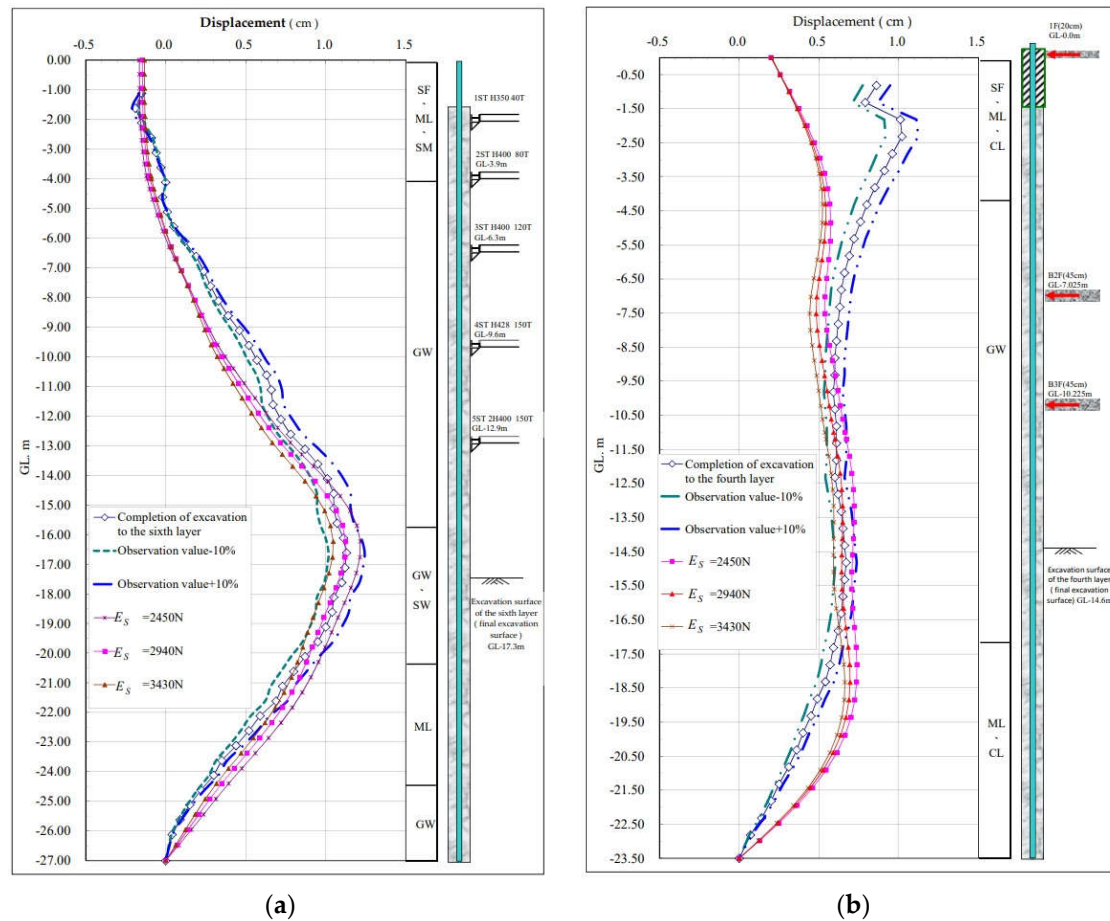 Displacement ( cm )
-0.5 0.0 0.5 1.0 1.5
GL. m
0.00
-1.00
-2.00
-3.00
-4.00
-5.00
-6.00
-7.00
-8.00
-9.00
-10.00
-11.00
-12.00
-13.00
-14.00
-15.00
-16.00
-17.00
-18.00
-19.00
-20.00
-21.00
-22.00
-23.00
-24.00
-25.00
-26.00
-27.00
Completion of excavation
to the sixth layer
Observation value-10%
Observation value+10%
E_S =2450N
E_S =2940N
E_S =3430N
SF
、
ML
、
SM
GW
GW
、
SW
ML
GW
1ST H350 40T
2ST H400 80T
GL-3.9m
3ST H400 120T
GL-6.3m
4ST H428 150T
GL-9.6m
5ST 2H400 150T
GL-12.9m
Excavation surface
of the sixth layer
( final excavation
surface )
GL-17.3m
(a)
Displacement ( cm )
-0.5 0.0 0.5 1.0 1.5
GL. m
-0.50
-1.50
-2.50
-3.50
-4.50
-5.50
-6.50
-7.50
-8.50
-9.50
-10.50
-11.50
-12.50
-13.50
-14.50
-15.50
-16.50
-17.50
-18.50
-19.50
-20.50
-21.50
-22.50
-23.50
Completion of excavation
to the fourth layer
Observation value-10%
Observation value+10%
E_S =2450N
E_S =2940N
E_S =3430N
SF
、
ML
、
CL
GW
ML
、
CL
1F(20cm)
GL-0.0m
B2F(45cm)
GL-7.025m
B3F(45cm)
GL-10.225m
Excavation surface
of the fourth layer
( final excavation
surface) GL-14.6m
(b)